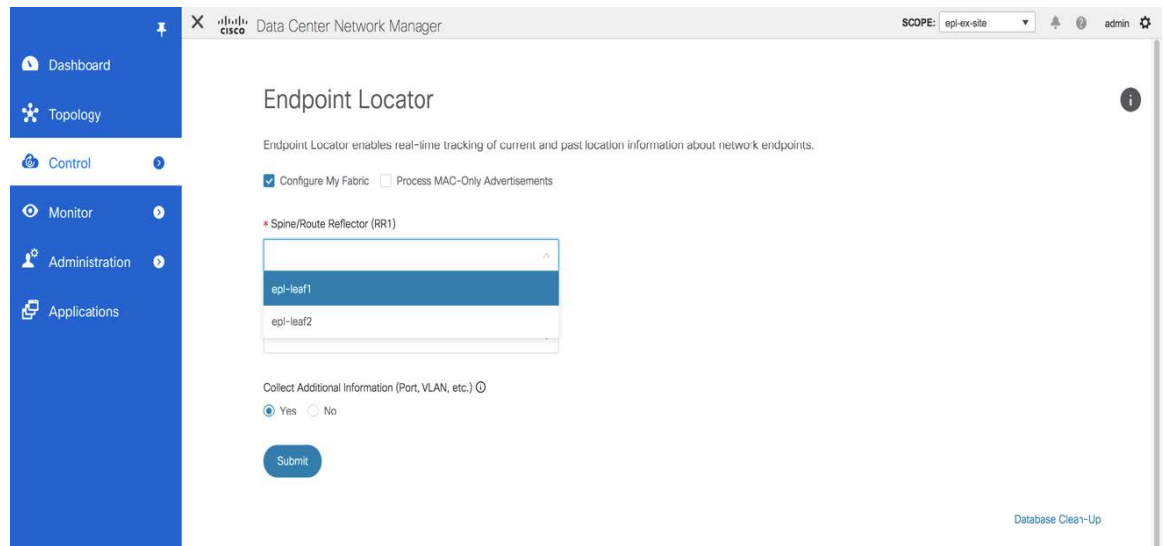 cisco Data Center Network Manager
SCOPE: epl-ex-site
admin
Dashboard
Topology
Control
Monitor
Administration
Applications
Endpoint Locator
Endpoint Locator enables real-time tracking of current and past location information about network endpoints.
Configure My Fabric Process MAC-Only Advertisements
* Spine/Route Reflector (RR1)
epl-leaf1
epl-leaf2
Collect Additional Information (Port, VLAN, etc.)
Yes No
Submit
Database Clean-Up